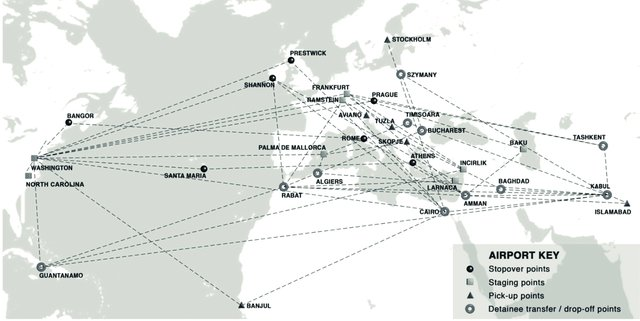 STOCKHOLM
PRESTWICK
SZYMANY
SHANNON
FRANKFURT
RAMSTEIN
PRAGUE
BANGOR
AVIANO
TUZLA
TIMISOARA
BUCHAREST
ROME
SKOPJE
BAKU
TASHKENT
PALMA DE MALLORCA
ATHENS
WASHINGTON
SANTA MARIA
INCIRLIK
NORTH CAROLINA
ALGIERS
LARNACA
BAGHDAD
KABUL
RABAT
AMMAN
CAIRO
ISLAMABAD
GUANTANAMO
BANJUL
AIRPORT KEY
Stopover points
Staging points
Pick-up points
Detainee transfer / drop-off points